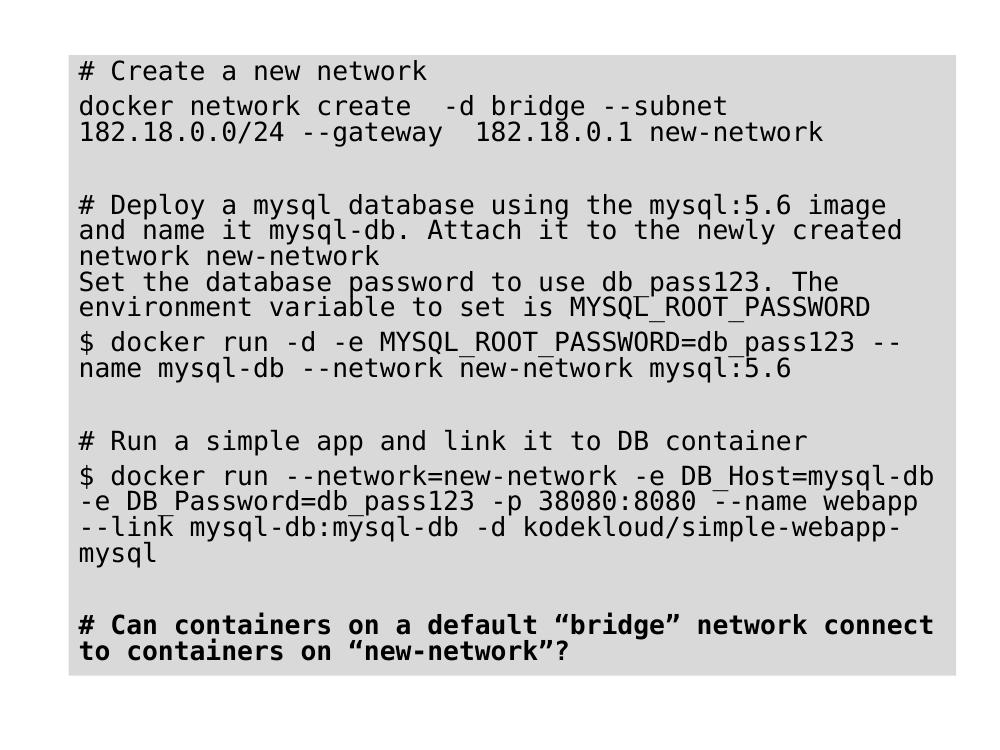 # Create a new network
docker network create  -d bridge --subnet
182.18.0.0/24 --gateway  182.18.0.1 new-network
# Deploy a mysql database using the mysql:5.6 image
and name it mysql-db. Attach it to the newly created
network new-network
Set the database password to use db_pass123. The
environment variable to set is MYSQL_ROOT_PASSWORD
$ docker run -d -e MYSQL_ROOT_PASSWORD=db_pass123 --
name mysql-db --network new-network mysql:5.6
# Run a simple app and link it to DB container
$ docker run --network=new-network -e DB_Host=mysql-db
-e DB_Password=db_pass123 -p 38080:8080 --name webapp
--link mysql-db:mysql-db -d kodekloud/simple-webapp-
mysql
# Can containers on a default “bridge” network connect
to containers on “new-network”?